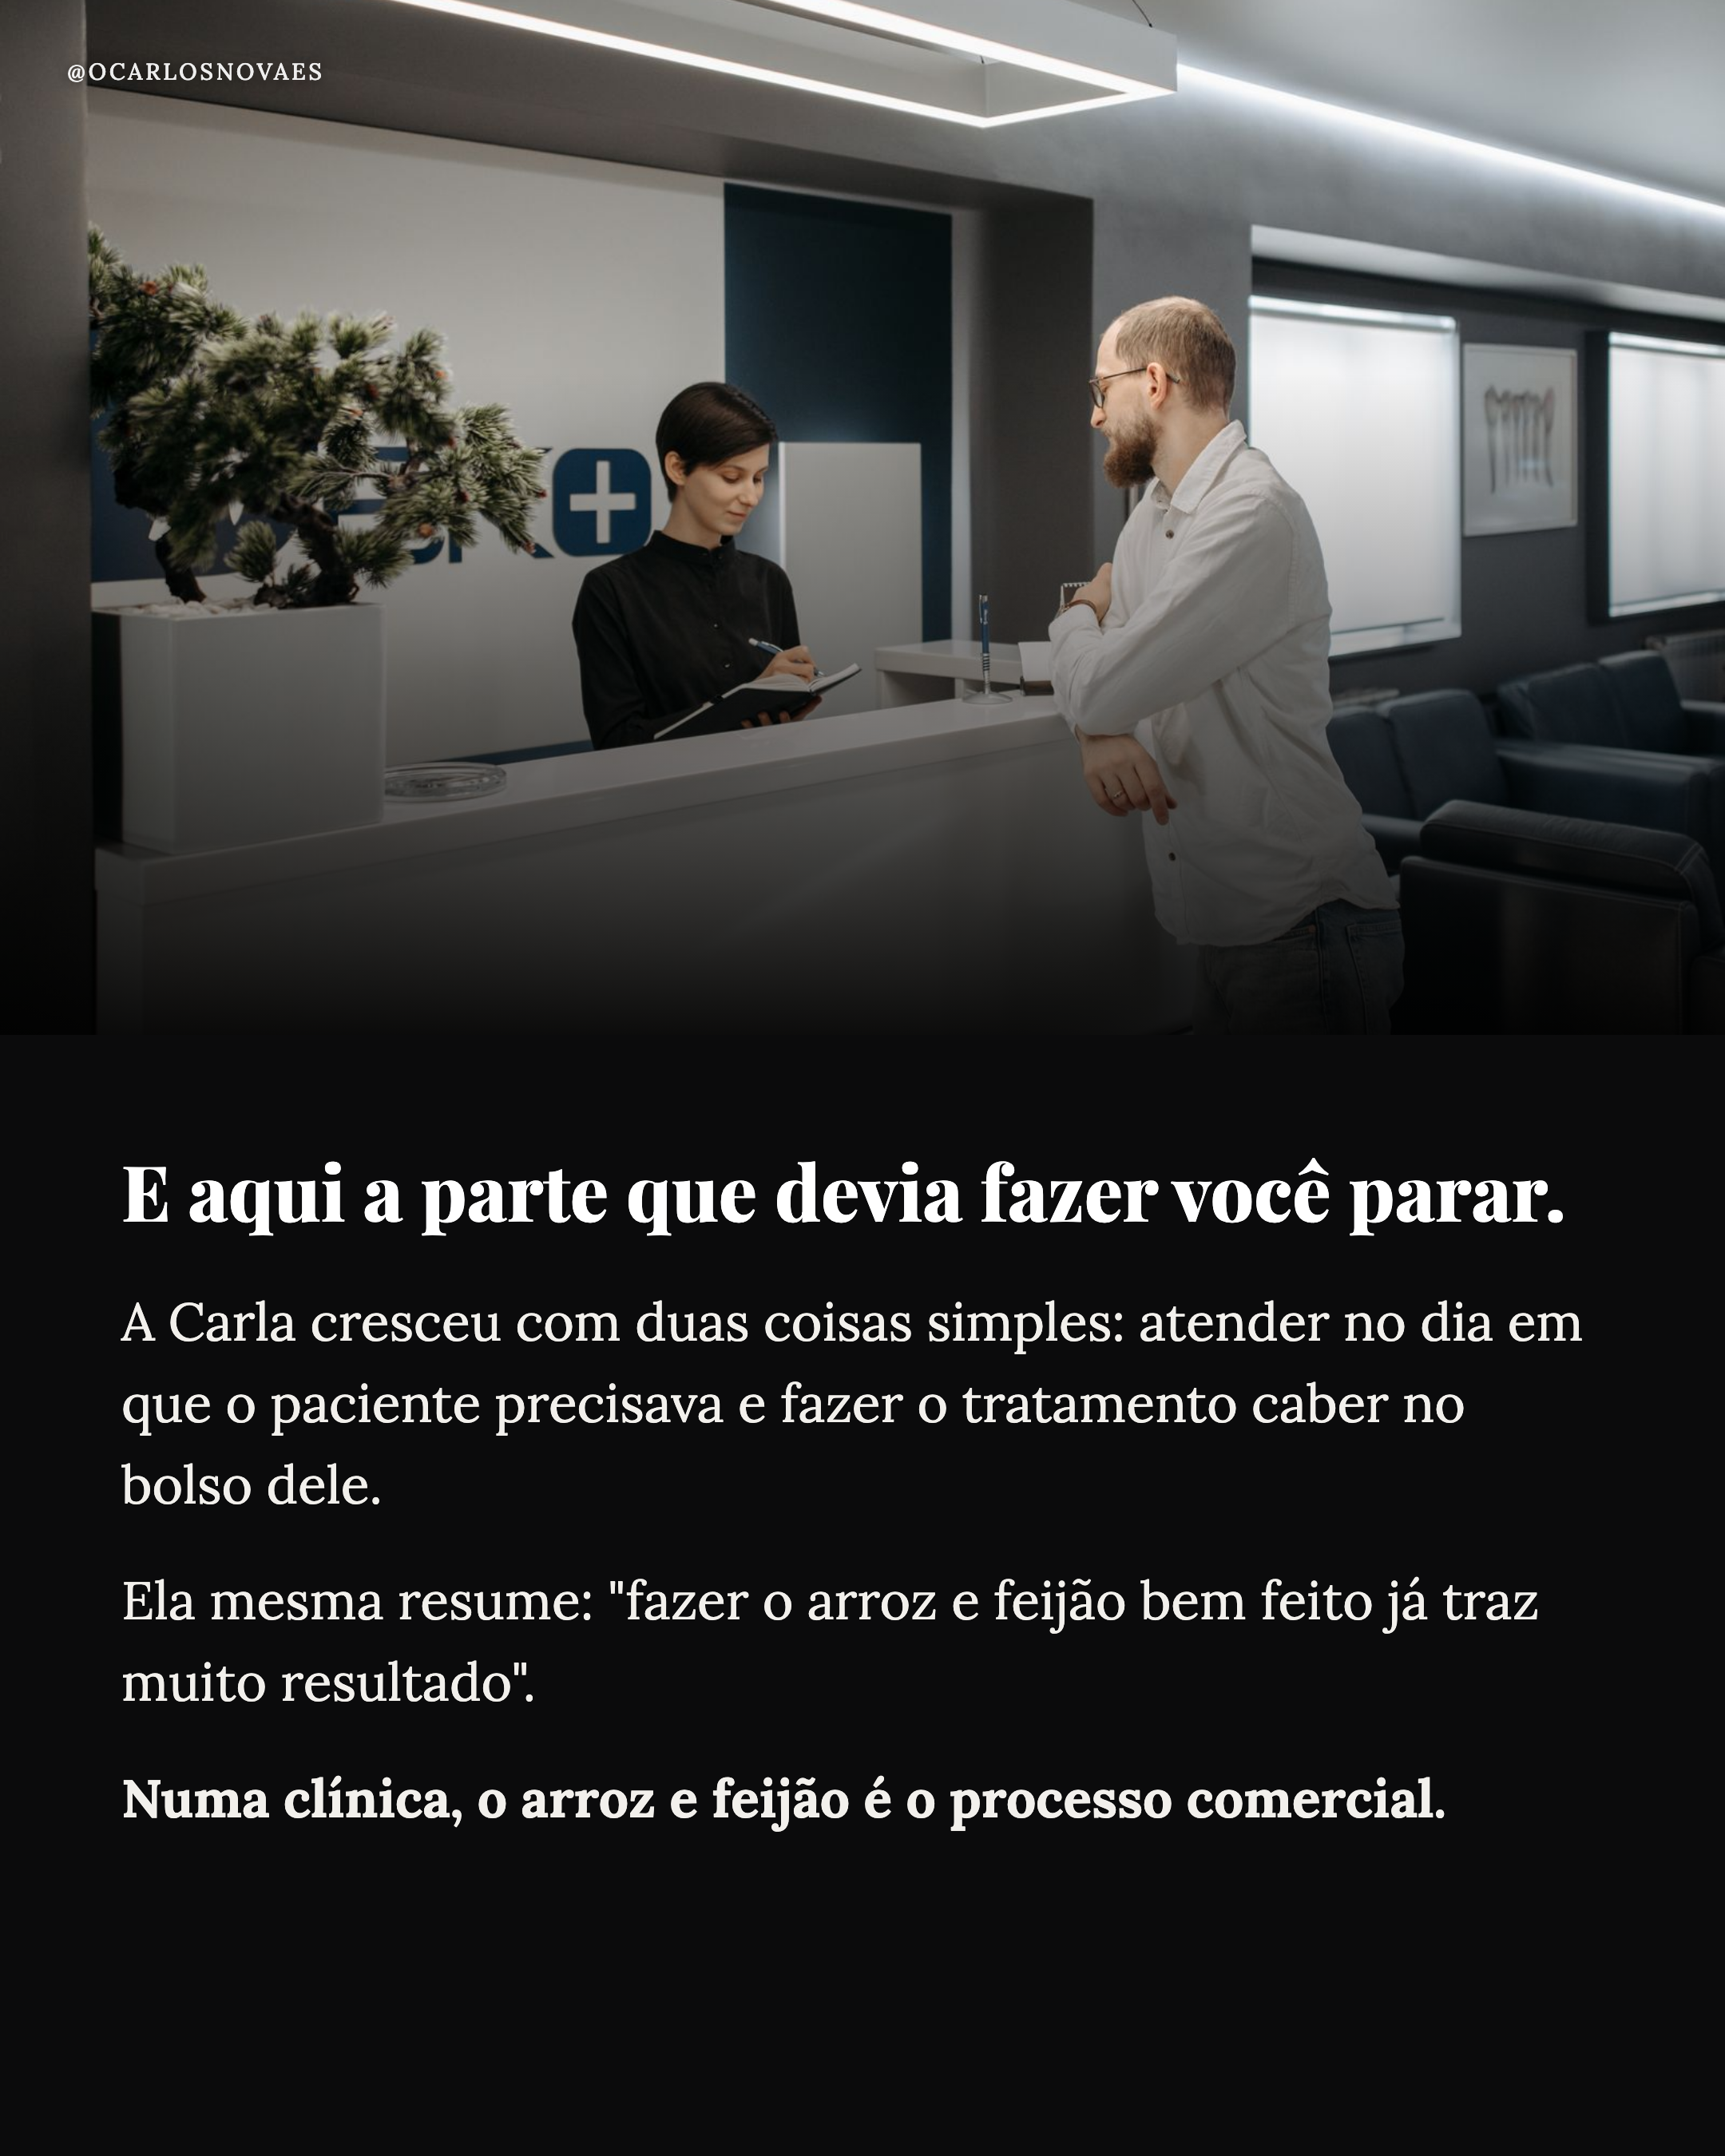 @OCARLOSNOVAES
E aqui a parte que devia fazer você parar.
A Carla cresceu com duas coisas simples: atender no dia em
que o paciente precisava e fazer o tratamento caber no
bolso dele.
Ela mesma resume: "fazer o arroz e feijão bem feito já traz
muito resultado".
Numa clínica, o arroz e feijão é o processo comercial.